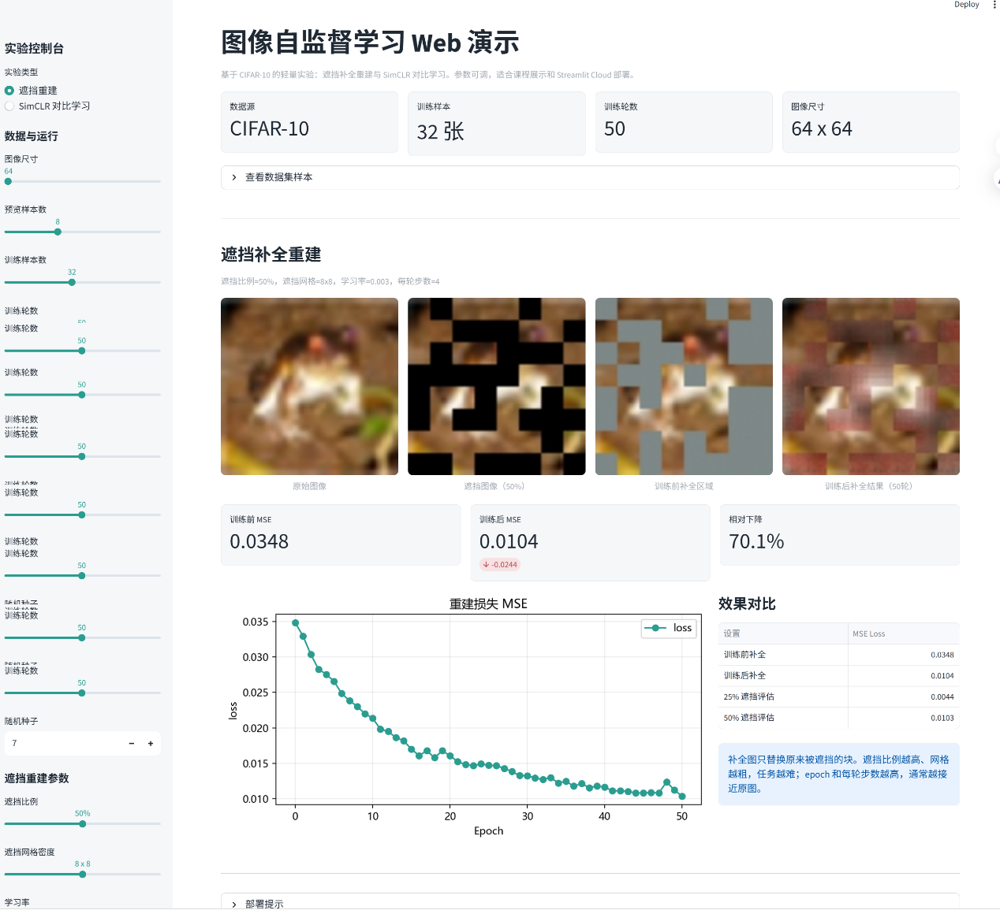 Deploy
实验控制台
实验类型
遮挡重建
SimCLR 对比学习
数据与运行
图像尺寸
64
预览样本数
8
训练样本数
32
训练轮数
50
训练轮数
50
训练轮数
50
训练轮数
训练轮数
50
训练轮数
训练轮数
50
训练轮数
训练轮数
50
随机种子
训练轮数
训练轮数
50
随机种子
训练轮数
50
随机种子
7
遮挡重建参数
遮挡比例
50%
遮挡网格密度
8 x 8
学习率
图像自监督学习 Web 演示
基于 CIFAR-10 的轻量实验：遮挡补全重建与 SimCLR 对比学习。参数可调，适合课程展示和 Streamlit Cloud 部署。
数据源
CIFAR-10
训练样本
32 张
训练轮数
50
图像尺寸
64 x 64
查看数据集样本
遮挡补全重建
遮挡比例=50%，遮挡网格=8x8，学习率=0.003，每轮步数=4
原始图像
遮挡图像（50%）
训练前补全区域
训练后补全结果（50轮）
训练前 MSE
0.0348
训练后 MSE
0.0104
↓ -0.0244
相对下降
70.1%
重建损失 MSE
loss
0.035
0.030
0.025
0.020
0.015
0.010
loss
0 10 20 30 40 50
Epoch
效果对比
设置 MSE Loss
训练前补全 0.0348
训练后补全 0.0104
25% 遮挡评估 0.0044
50% 遮挡评估 0.0103
补全图只替换原来被遮挡的块。遮挡比例越高、网格
越粗，任务越难；epoch 和每轮步数越高，通常越接
近原图。
部署提示